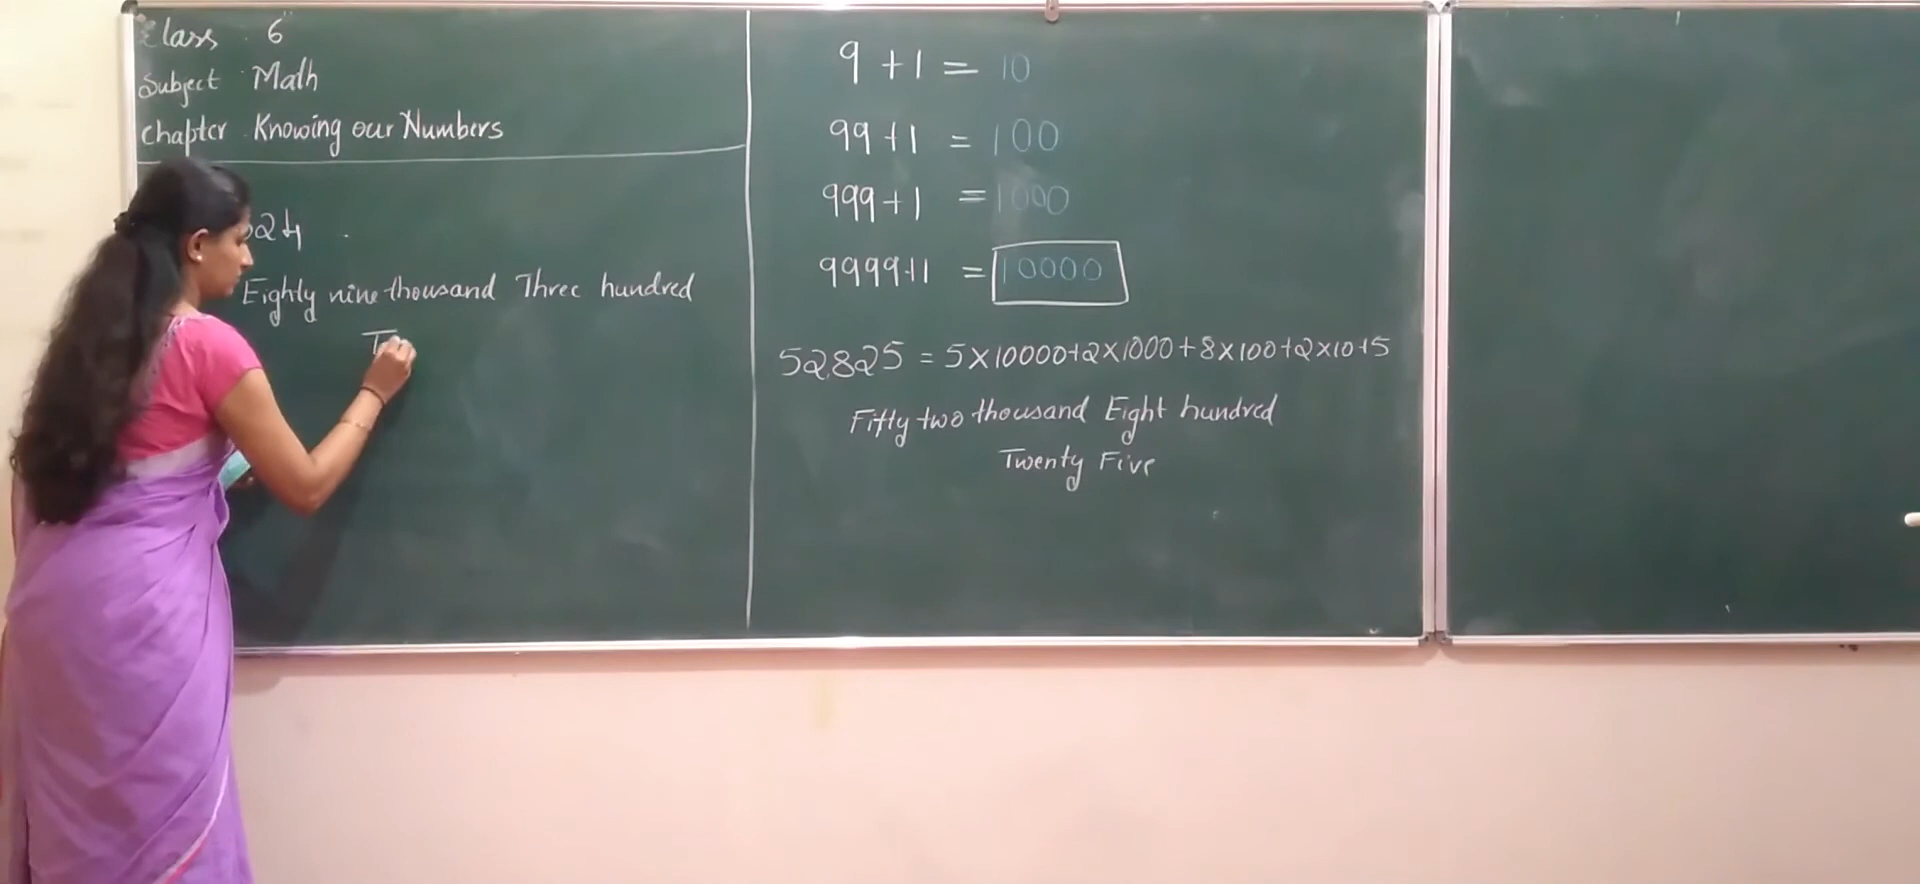 Class 6
Subject Math
Chapter Knowing our Numbers
24
Eighty nine thousand Three hundred
9 + 1 = 10
99 + 1 = 100
999 + 1 = 1000
9999 + 1 = 10000
52,825 = 5 × 10000 + 2 × 1000 + 8 × 100 + 2 × 10 + 5
Fifty two thousand Eight hundred
Twenty Five